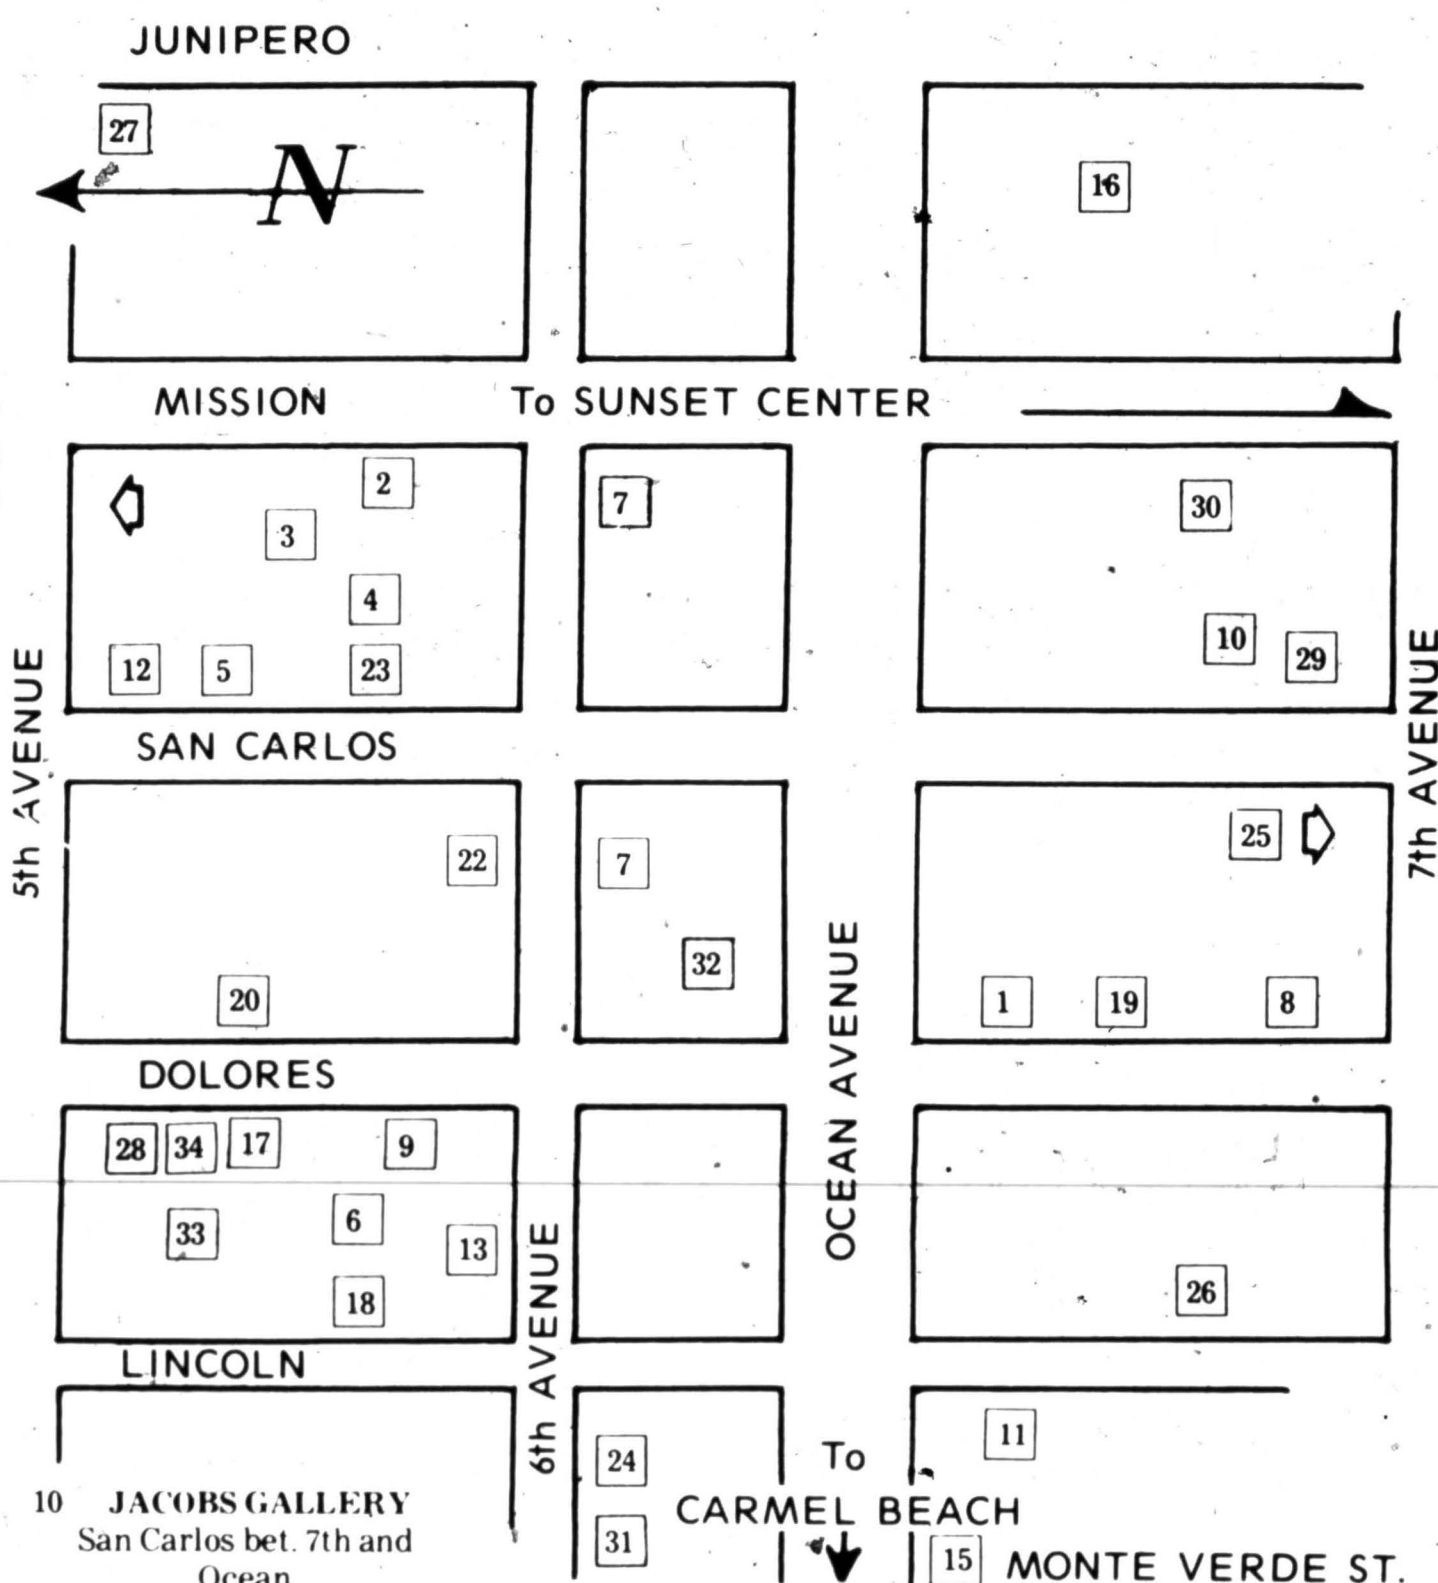 JUNIPERO
27
N
16
MISSION To SUNSET CENTER
2
7
30
3
4
10
29
12 5 23
5th AVENUE
7th AVENUE
SAN CARLOS
25
22
7
32
20
1 19 8
OCEAN AVENUE
DOLORES
28 34 17 9
33
6
13
18
26
6th AVENUE
LINCOLN
11
24
To
CARMEL BEACH
31
15
MONTE VERDE ST.
10 JACOBS GALLERY
San Carlos bet. 7th and
Ocean